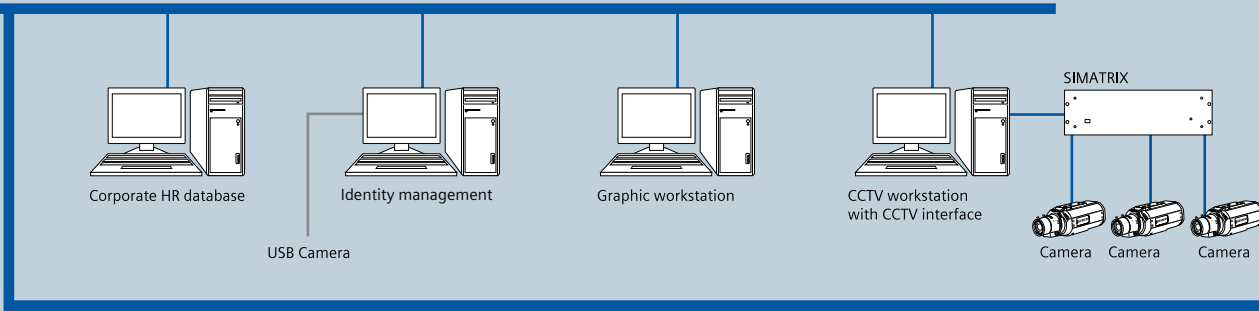 SIMATRIX
Corporate HR database
Identity management
Graphic workstation
CCTV workstation
with CCTV interface
USB Camera
Camera
Camera
Camera